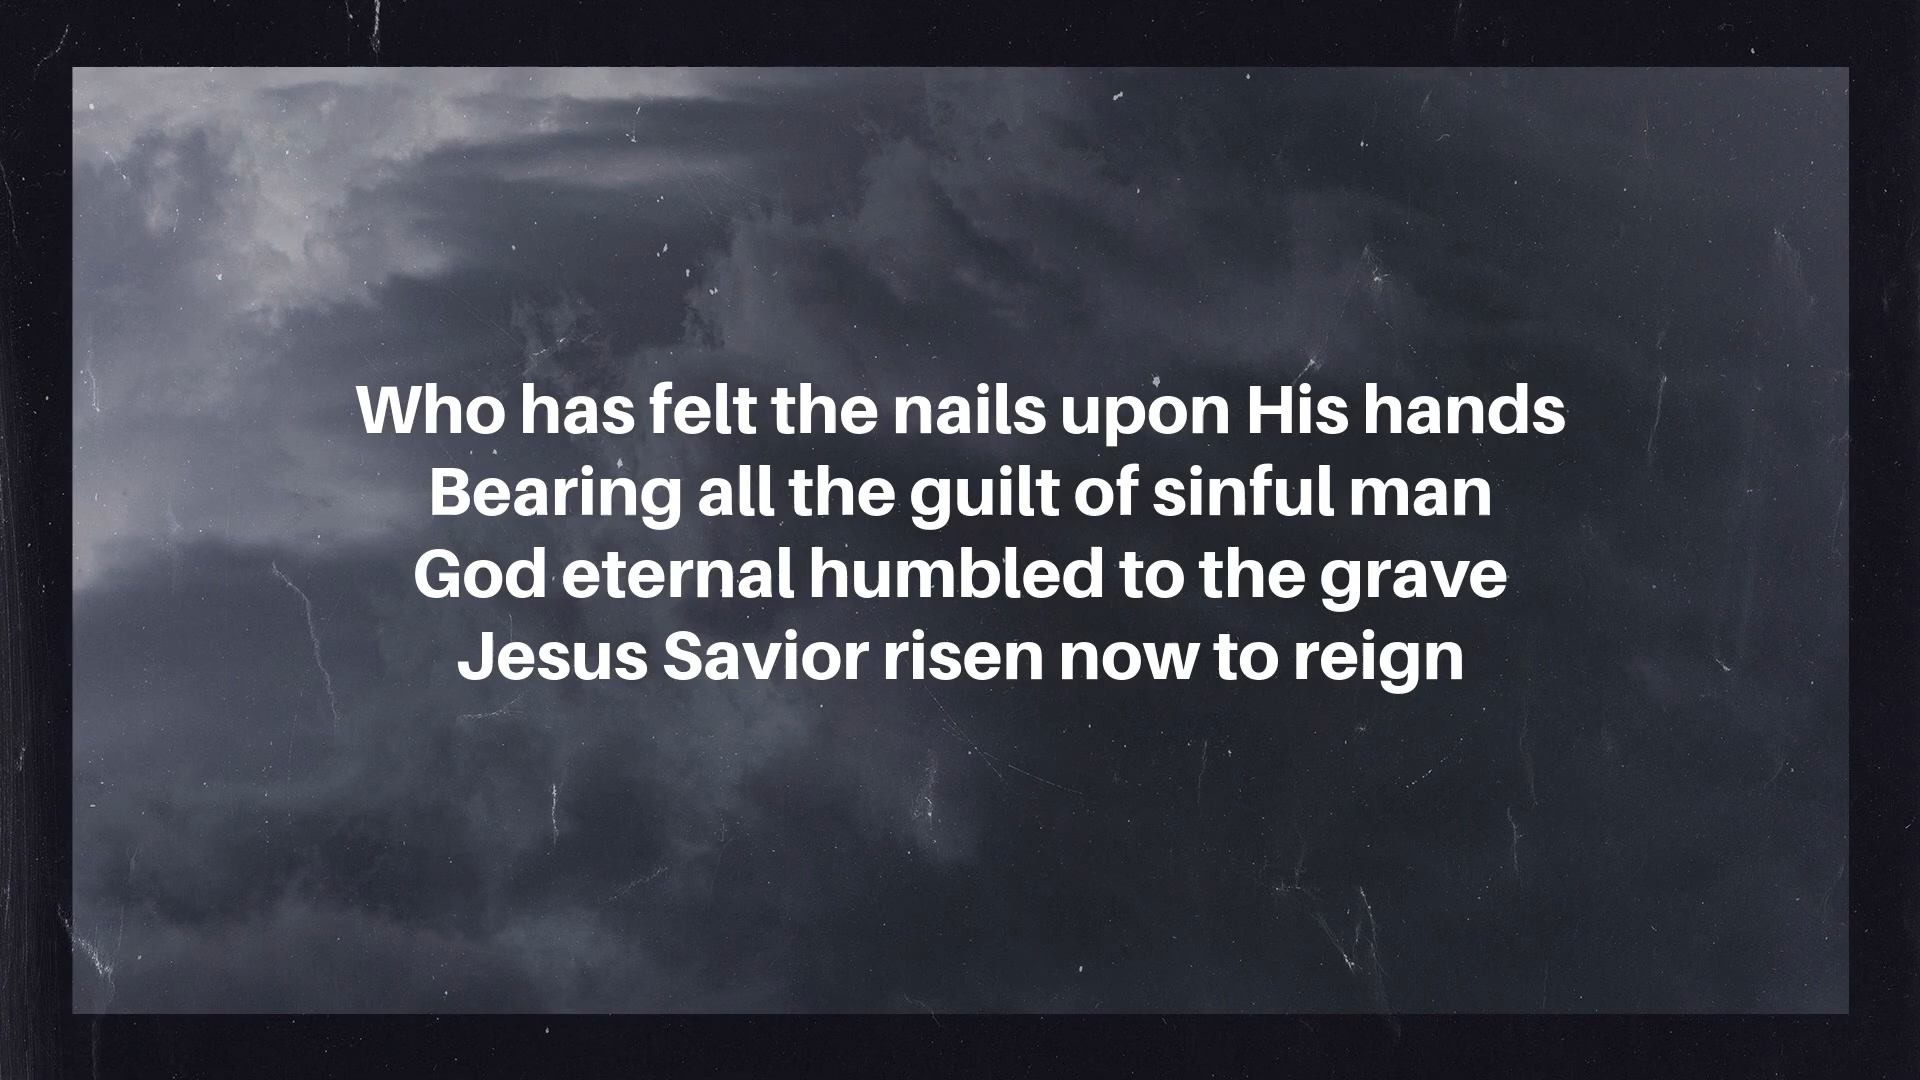 Who has felt the nails upon His hands
Bearing all the guilt of sinful man
God eternal humbled to the grave
Jesus Savior risen now to reign